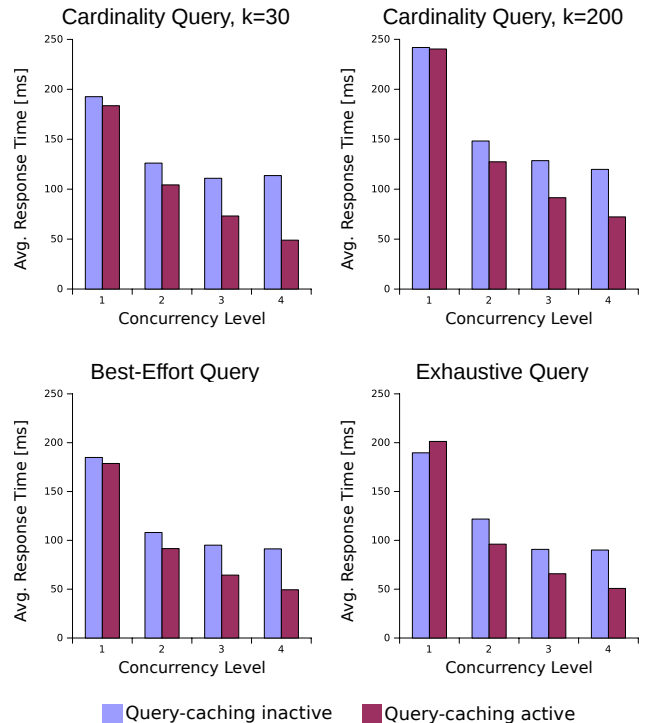 Cardinality Query, k=30
Avg. Response Time [ms]
250
200
150
100
50
0
1 2 3 4
Concurrency Level
Cardinality Query, k=200
Avg. Response Time [ms]
250
200
150
100
50
0
1 2 3 4
Concurrency Level
Best-Effort Query
Avg. Response Time [ms]
250
200
150
100
50
0
1 2 3 4
Concurrency Level
Exhaustive Query
Avg. Response Time [ms]
250
200
150
100
50
0
1 2 3 4
Concurrency Level
Query-caching inactive
Query-caching active